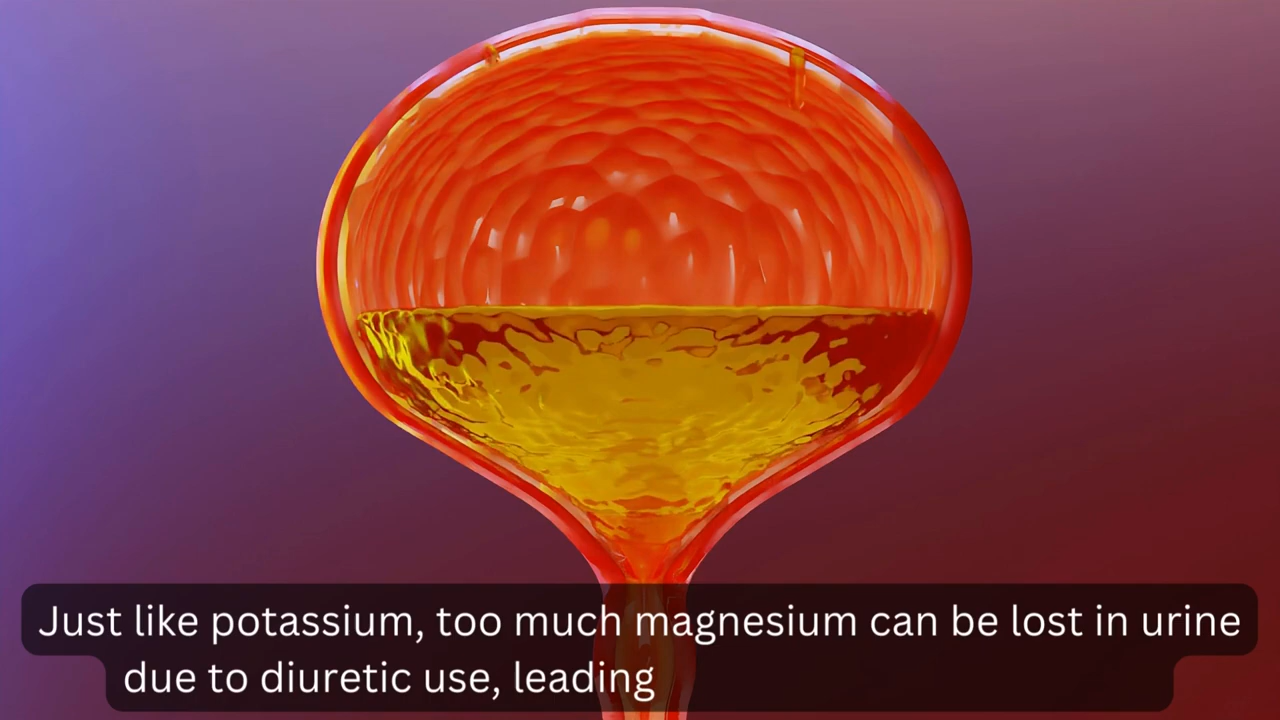 Just like potassium, too much magnesium can be lost in urine
due to diuretic use, leading